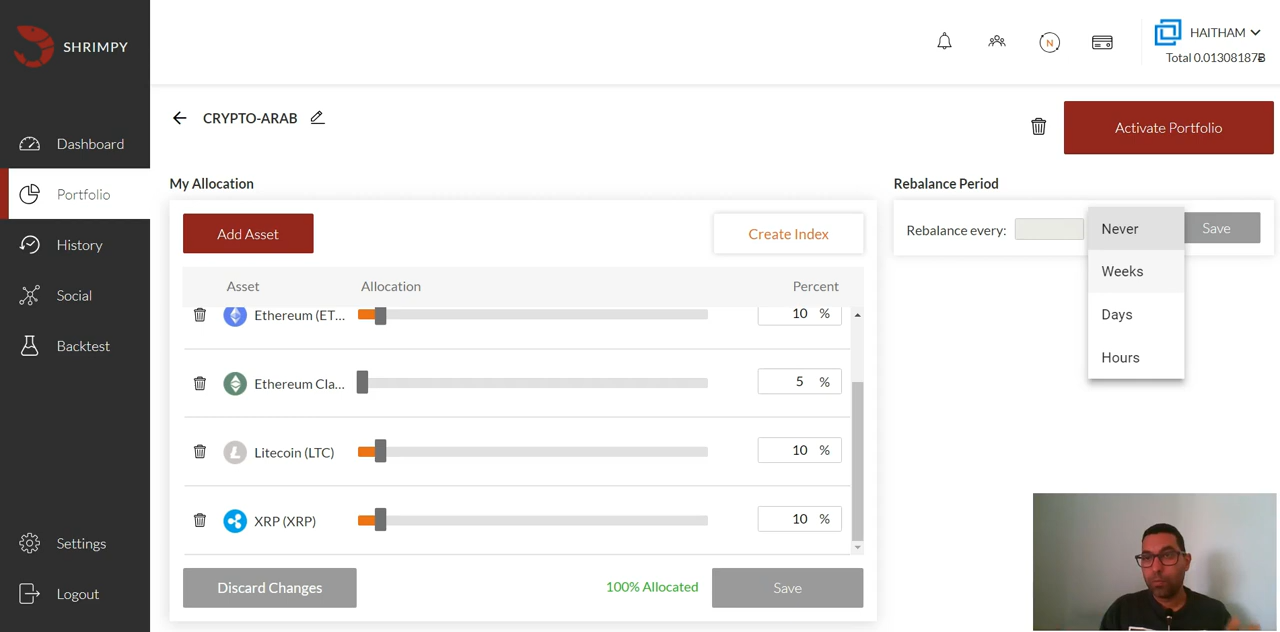 SHRIMPY
N
HAITHAM
Total 0.01308187₿
CRYPTO-ARAB
Activate Portfolio
Dashboard
Portfolio
History
Social
Backtest
Settings
Logout
My Allocation
Add Asset
Create Index
Asset Allocation Percent
Ethereum (ET... 10 %
Ethereum Cla... 5 %
Litecoin (LTC) 10 %
XRP (XRP) 10 %
Discard Changes
100% Allocated
Save
Rebalance Period
Rebalance every:
Never
Weeks
Days
Hours
Save